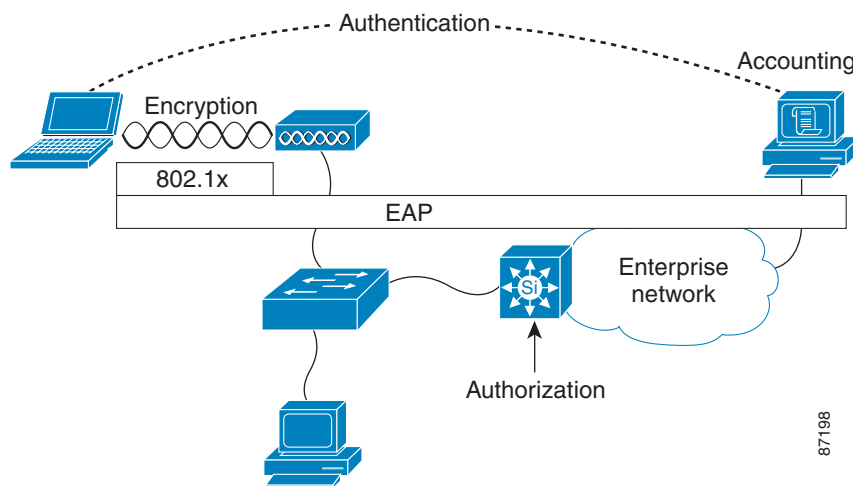 Authentication
Accounting
Encryption
802.1x
EAP
Si
Enterprise
network
Authorization
87198